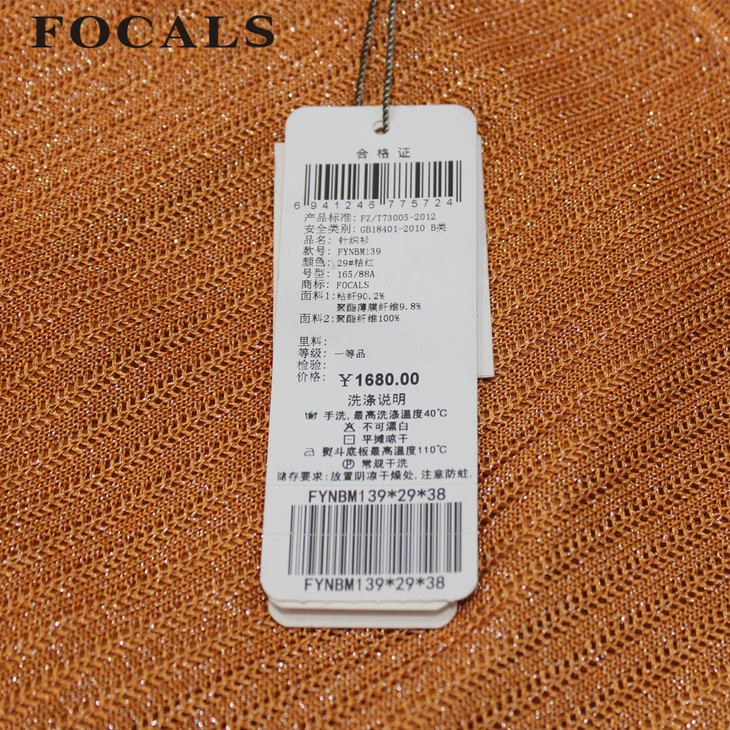 FOCALS
合格证
6 941246 775724
产品标准: FZ/T73005-2012
安全类别: GB18401-2010 B类
品名: 针织衫
款号: FYNBM139
颜色: 29#桔红
号型: 165/88A
商标: FOCALS
面料1: 粘纤90.2%
聚酯薄膜纤维9.8%
面料2: 聚酯纤维100%
里料:
等级: 一等品
检验:
价格: ￥1680.00
洗涤说明
手洗,最高洗涤温度40℃
不可漂白
平摊晾干
熨斗底板最高温度110℃
Ⓟ 常规干洗
储存要求: 放置阴凉干燥处, 注意防蛀.
FYNBM139*29*38
FYNBM139*29*38